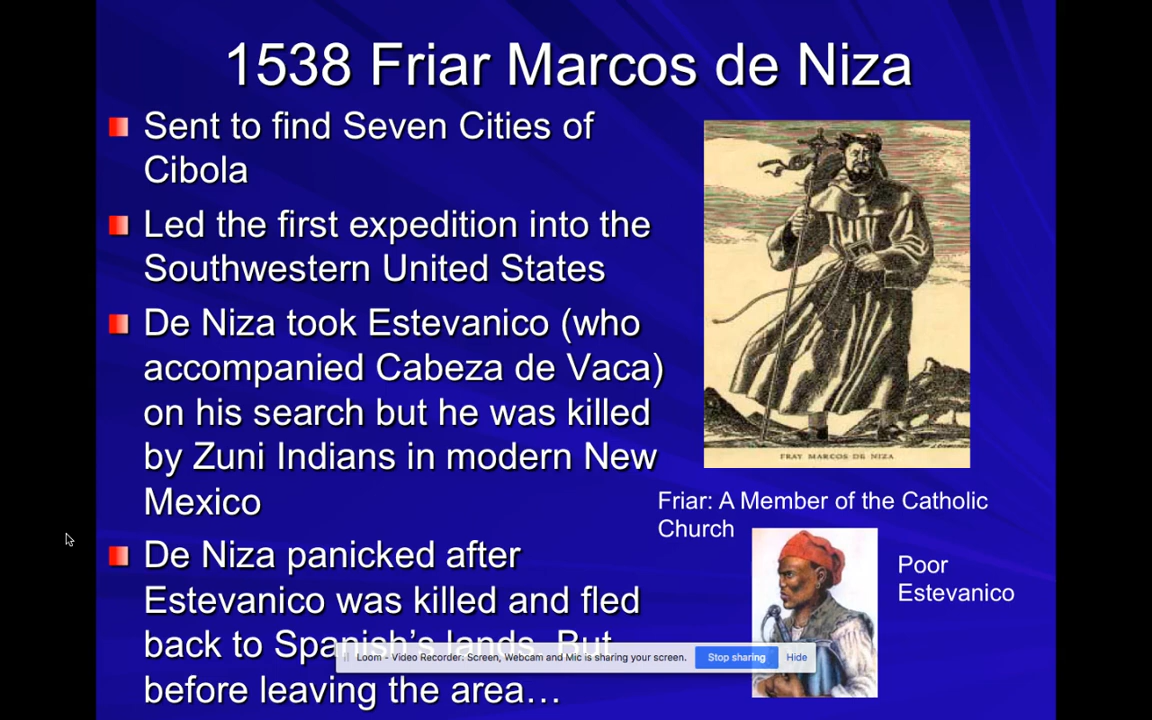 1538 Friar Marcos de Niza
Sent to find Seven Cities of
Cibola
Led the first expedition into the
Southwestern United States
De Niza took Estevanico (who
accompanied Cabeza de Vaca)
on his search but he was killed
by Zuni Indians in modern New
Mexico
De Niza panicked after
Estevanico was killed and fled
back to Spanish's lands. But
before leaving the area…
FRAY MARCOS DE NIZA
Friar: A Member of the Catholic
Church
Poor
Estevanico
Loom - Video Recorder: Screen, Webcam and Mic is sharing your screen. Stop sharing Hide